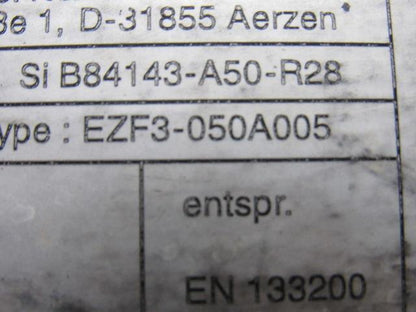 ße 1, D-31855 Aerzen
Si B84143-A50-R28
ype : EZF3-050A005
entspr.
EN 133200